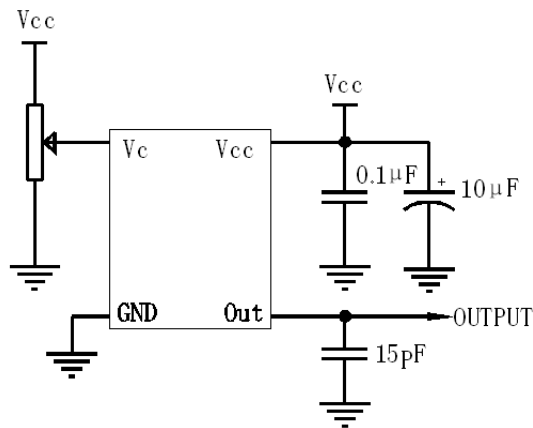 Vcc
Vcc
Vc
Vcc
0.1μF
+
10μF
GND
Out
OUTPUT
15pF